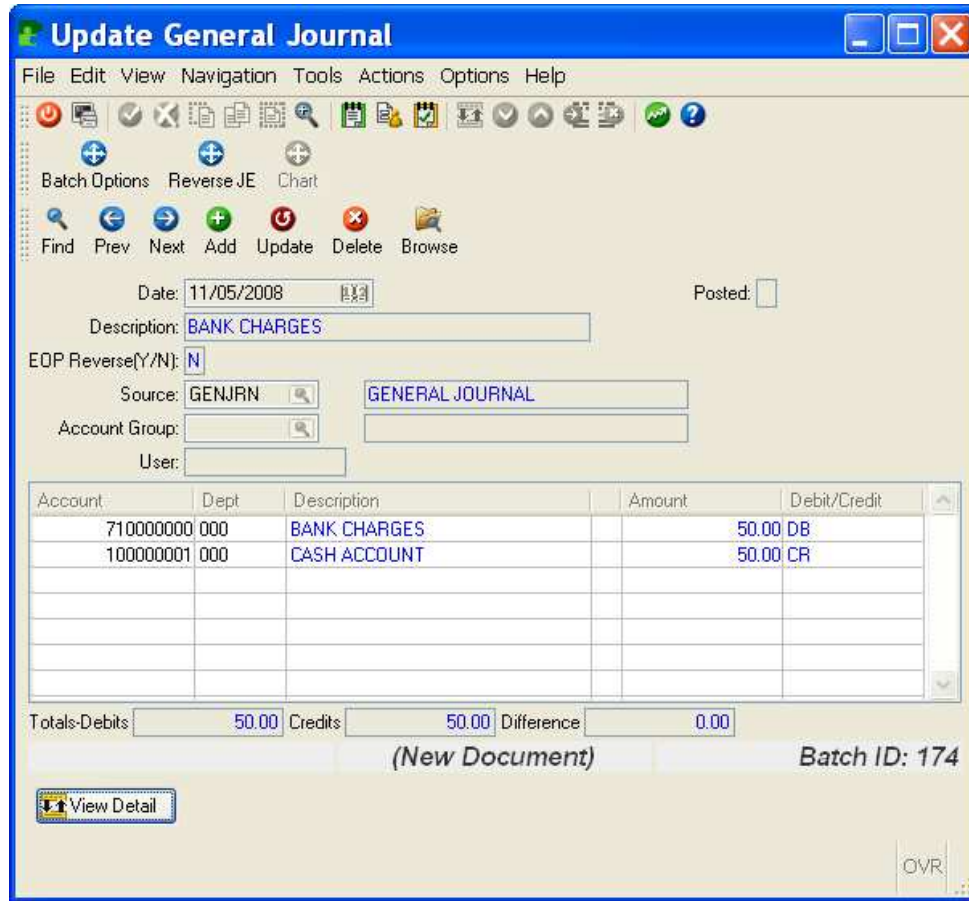 Update General Journal
File Edit View Navigation Tools Actions Options Help
Batch Options Reverse JE Chart
Find Prev Next Add Update Delete Browse
Date: 11/05/2008 Posted:
Description: BANK CHARGES
EOP Reverse(Y/N): N
Source: GENJRN GENERAL JOURNAL
Account Group:
User:
Account Dept Description Amount Debit/Credit
710000000 000 BANK CHARGES 50.00 DB
100000001 000 CASH ACCOUNT 50.00 CR
Totals-Debits 50.00 Credits 50.00 Difference 0.00
(New Document) Batch ID: 174
View Detail
OVR